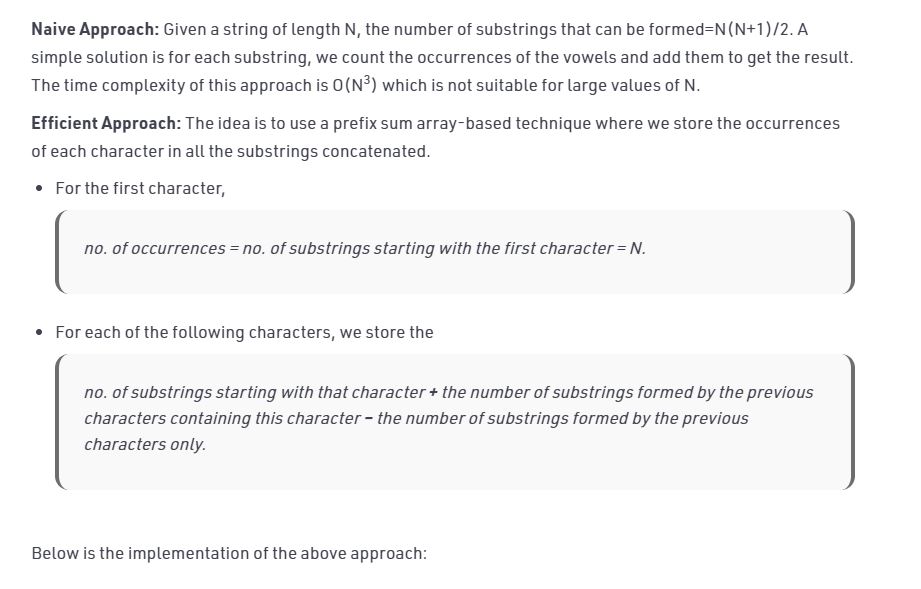 Naive Approach: Given a string of length N, the number of substrings that can be formed=N(N+1)/2. A
simple solution is for each substring, we count the occurrences of the vowels and add them to get the result.
The time complexity of this approach is O(N³) which is not suitable for large values of N.
Efficient Approach: The idea is to use a prefix sum array-based technique where we store the occurrences
of each character in all the substrings concatenated.
• For the first character,
no. of occurrences = no. of substrings starting with the first character = N.
• For each of the following characters, we store the
no. of substrings starting with that character + the number of substrings formed by the previous
characters containing this character – the number of substrings formed by the previous
characters only.
Below is the implementation of the above approach: